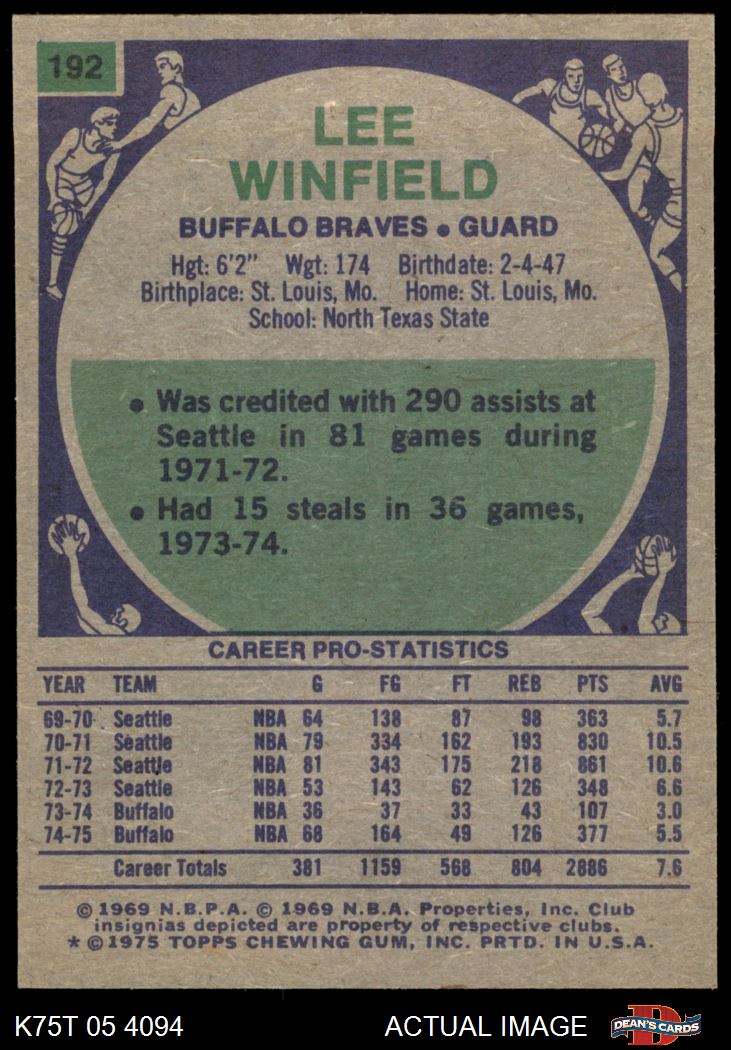 192
LEE
WINFIELD
BUFFALO BRAVES • GUARD
Hgt: 6'2" Wgt: 174 Birthdate: 2-4-47
Birthplace: St. Louis, Mo. Home: St. Louis, Mo.
School: North Texas State
• Was credited with 290 assists at
Seattle in 81 games during
1971-72.
• Had 15 steals in 36 games,
1973-74.
CAREER PRO-STATISTICS
YEAR TEAM G FG FT REB PTS AVG
69-70 Seattle NBA 64 138 87 98 363 5.7
70-71 Seattle NBA 79 334 162 193 830 10.5
71-72 Seattle NBA 81 343 175 218 861 10.6
72-73 Seattle NBA 53 143 62 126 348 6.6
73-74 Buffalo NBA 36 37 33 43 107 3.0
74-75 Buffalo NBA 68 164 49 126 377 5.5
Career Totals 381 1159 568 804 2886 7.6
© 1969 N.B.P.A. © 1969 N.B.A. Properties, Inc. Club
insignias depicted are property of respective clubs.
* © 1975 TOPPS CHEWING GUM, INC. PRTD. IN U.S.A.
K75T 05 4094 ACTUAL IMAGE D DEAN'S CARDS